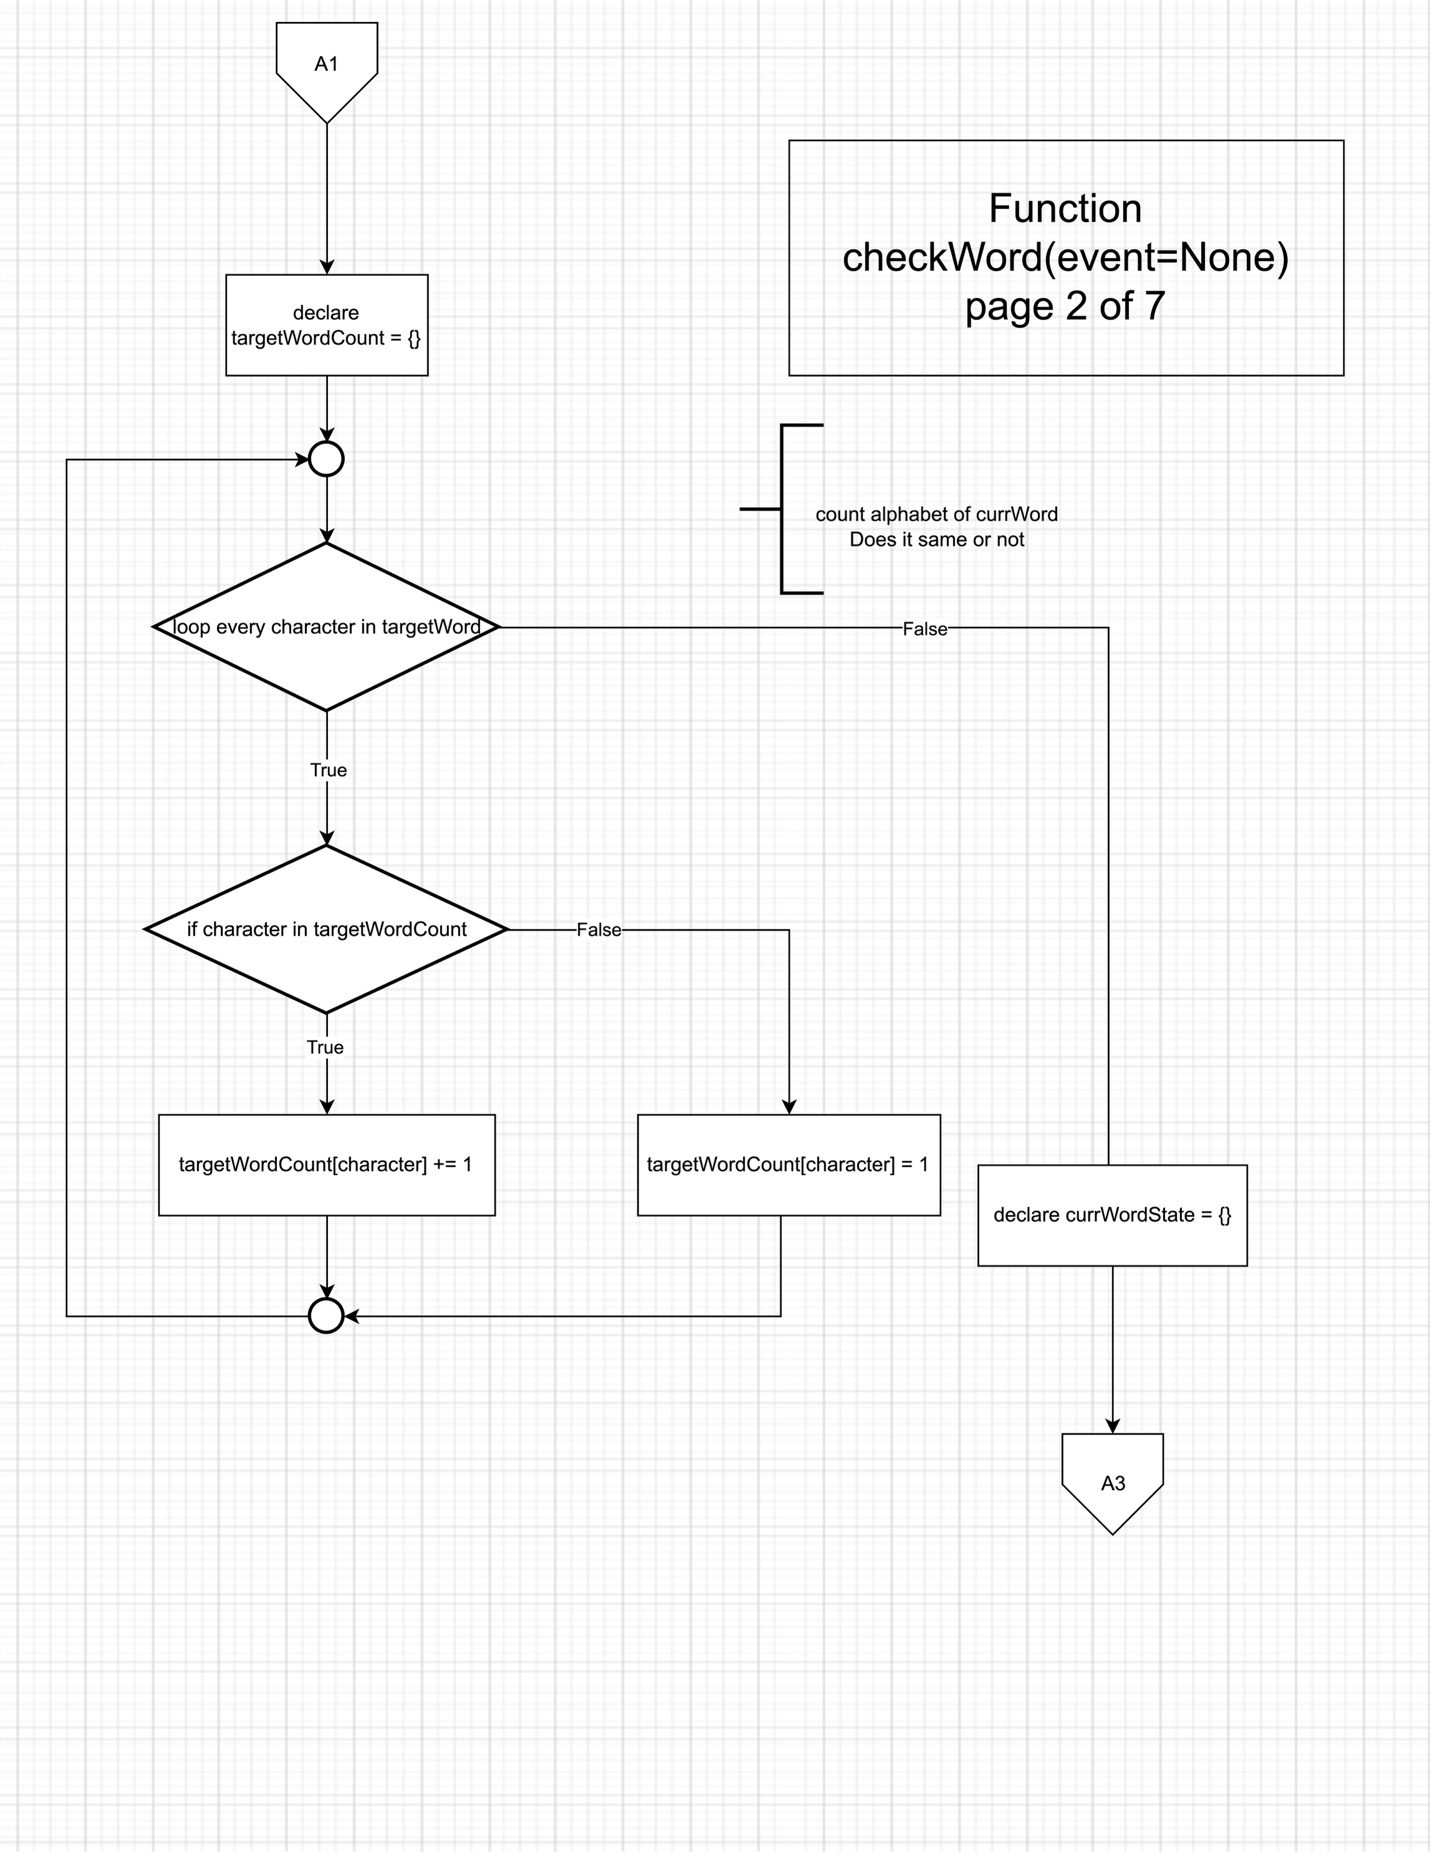 A1
Function
checkWord(event=None)
page 2 of 7
declare
targetWordCount = {}
count alphabet of currWord
Does it same or not
loop every character in targetWord
False
True
if character in targetWordCount
False
True
targetWordCount[character] += 1
targetWordCount[character] = 1
declare currWordState = {}
A3